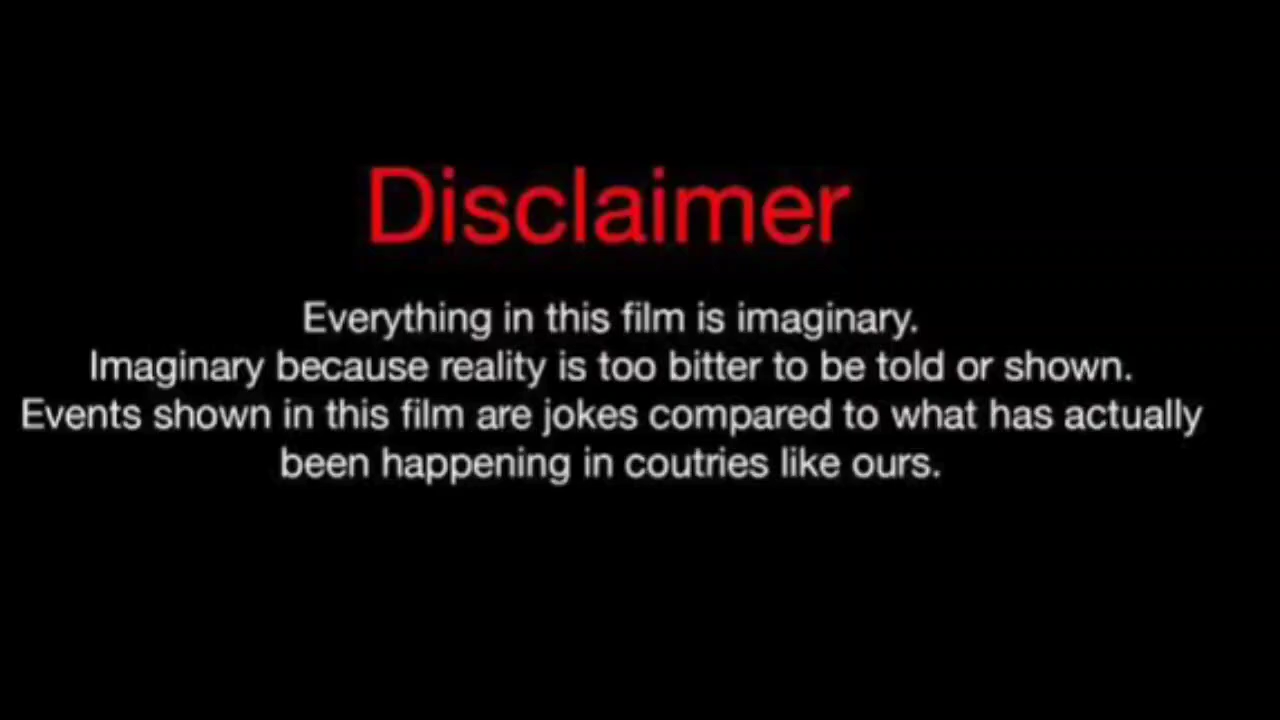 Disclaimer
Everything in this film is imaginary.
Imaginary because reality is too bitter to be told or shown.
Events shown in this film are jokes compared to what has actually
been happening in coutries like ours.